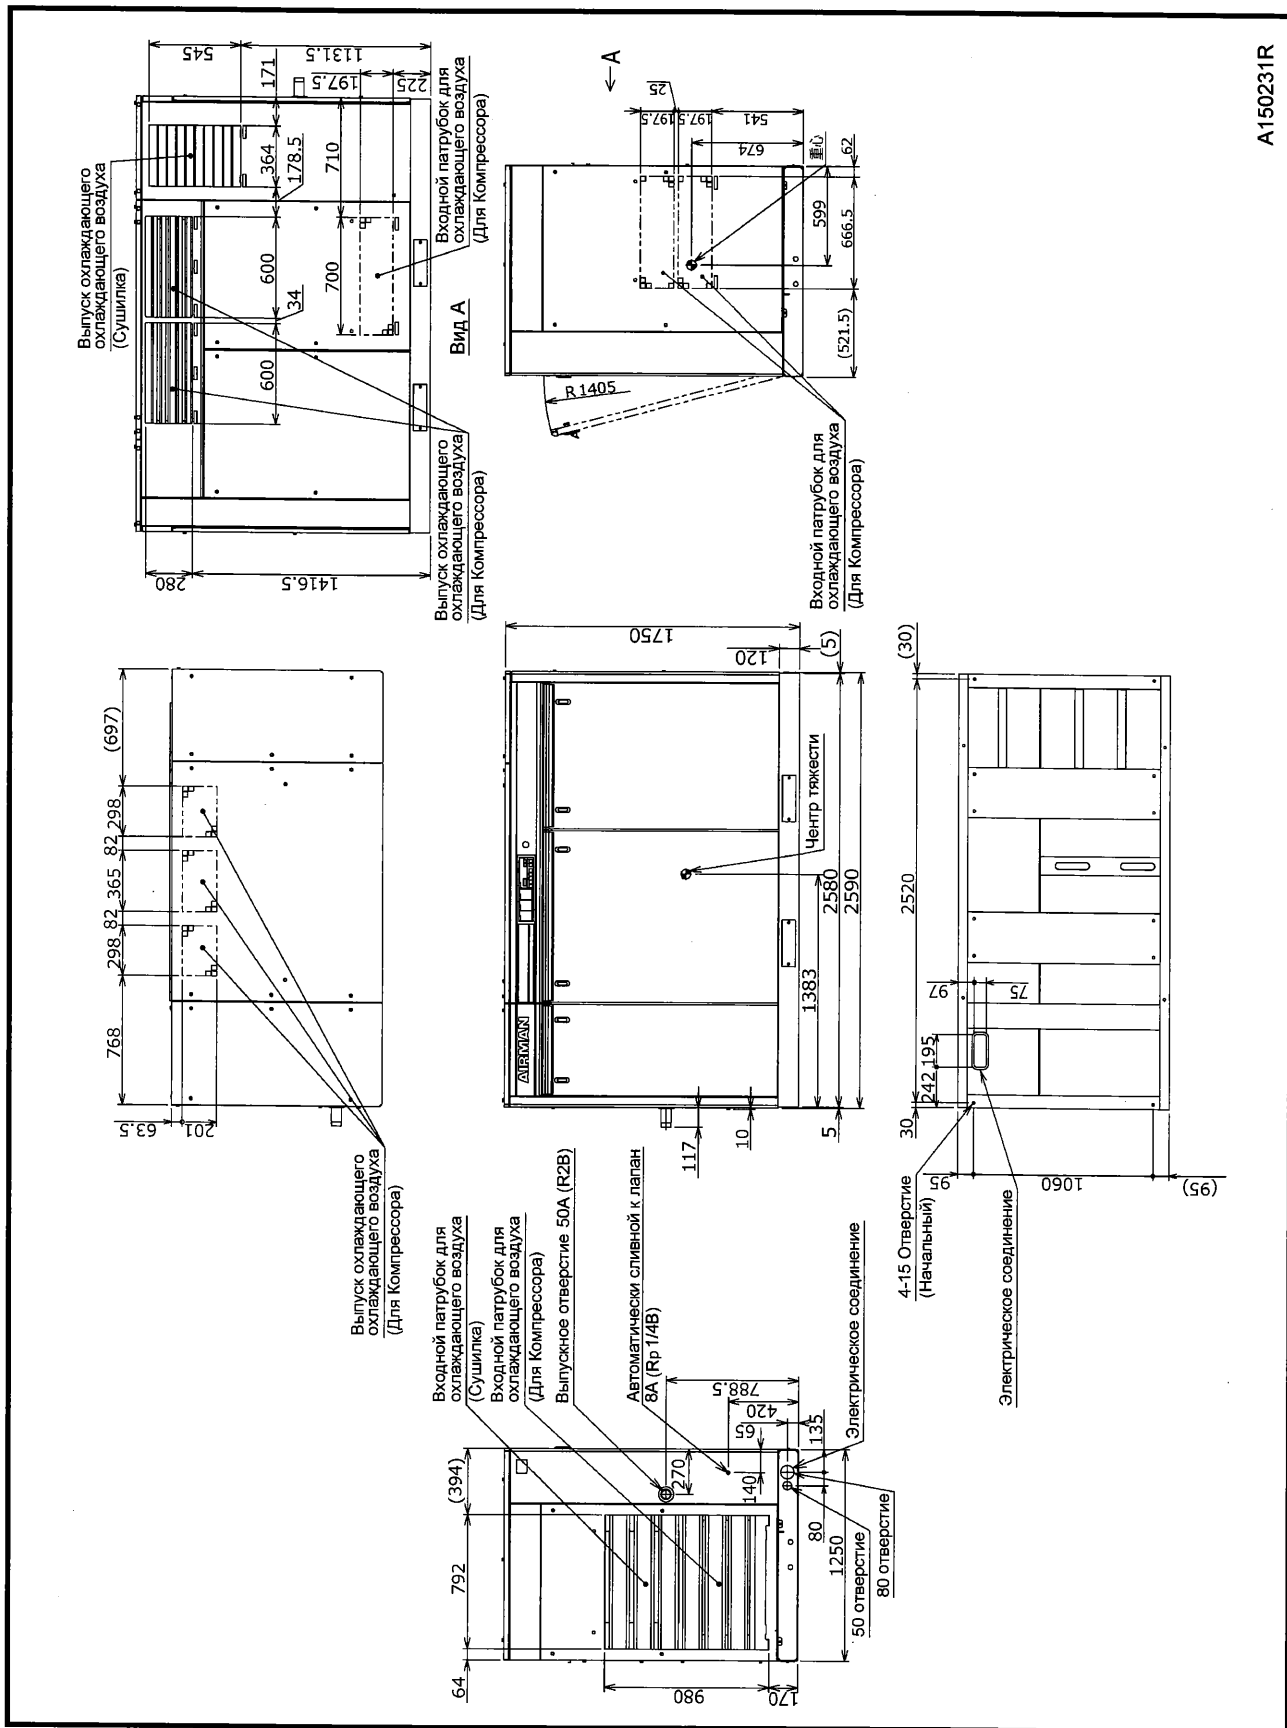 A150231R
Выпуск охлаждающего
охлаждающего воздуха
(Сушилка)
545
1131.5
171
197.5
225
364
178.5
710
600
700
34
600
280
1416.5
Входной патрубок для
охлаждающего воздуха
(Для Компрессора)
Вид A
Выпуск охлаждающего
охлаждающего воздуха
(Для Компрессора)
A
25
197.5
197.5
541
674
重心
62
599
666.5
(521.5)
R 1405
Входной патрубок для
охлаждающего воздуха
(Для Компрессора)
(697)
298
82
365
82
298
768
63.5
201
Выпуск охлаждающего
охлаждающего воздуха
(Для Компрессора)
1750
120
(5)
AIRMAN
Чентр тяжести
1383
2580
2590
117
10
5
(30)
2520
97
75
242
195
30
95
1060
(95)
4-15 Отверстие
(Начальный)
Электрическое соединение
Входной патрубок для
охлаждающего воздуха
(Сушилка)
Входной патрубок для
охлаждающего воздуха
(Для Компрессора)
Выпускное отверстие 50A (R2B)
Автоматически сливной к лапан
8A (Rp 1/4B)
Электрическое соединение
(394)
792
64
270
140
788.5
420
65
135
80
1250
980
170
50 отверстие
80 отверстие